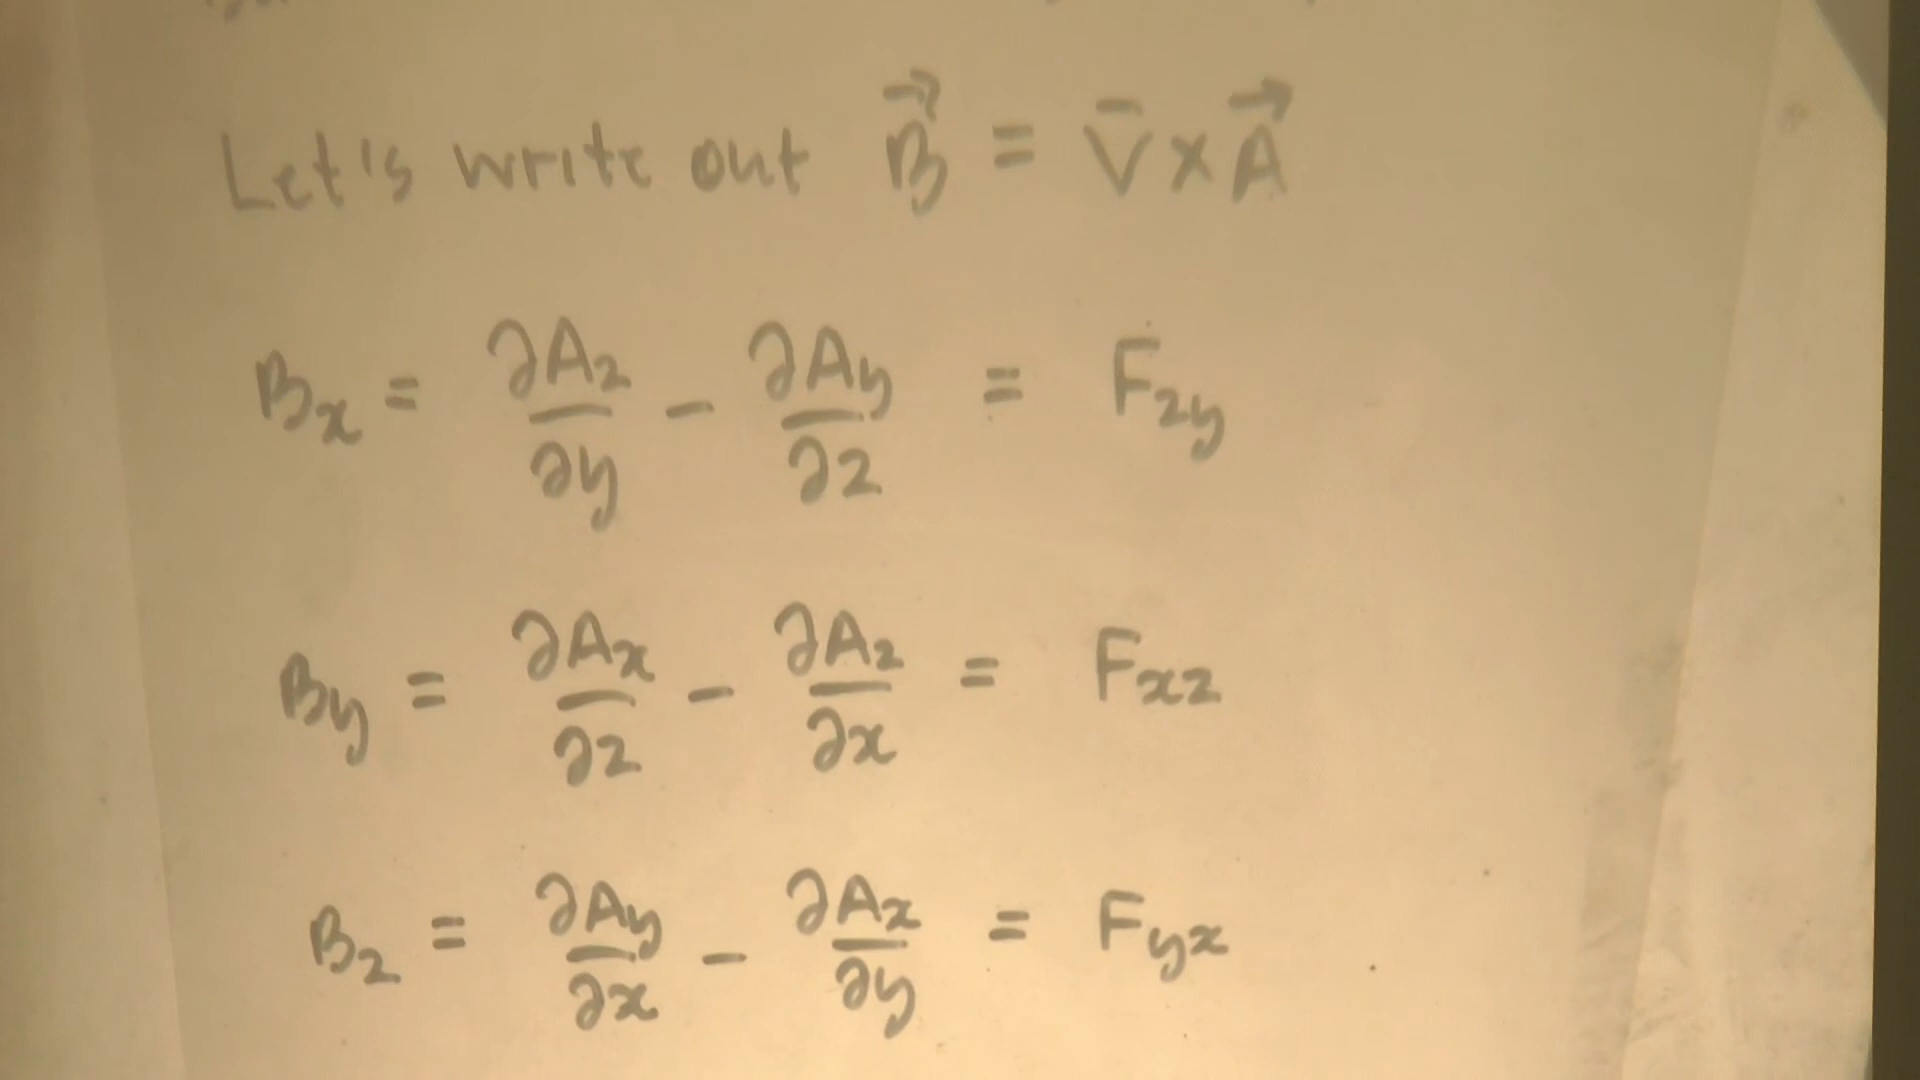 Let's write out B⃗ = ∇̄ × A⃗
Bx = ∂Az/∂y − ∂Ay/∂z = Fzy
By = ∂Ax/∂z − ∂Az/∂x = Fxz
Bz = ∂Ay/∂x − ∂Ax/∂y = Fyx